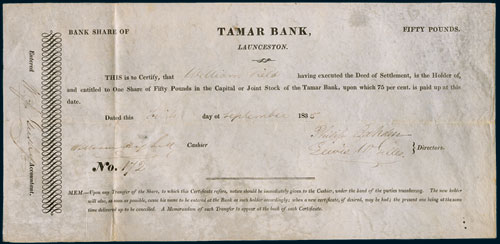 BANK SHARE OF
TAMAR BANK,
FIFTY POUNDS.
LAUNCESTON.
THIS is to Certify, that William Field having executed the Deed of Settlement, is the Holder of,
and entitled to One Share of Fifty Pounds in the Capital or Joint Stock of the Tamar Bank, upon which 75 per cent. is paid up at this
date.
Dated this first day of September 1835
Cashier
Directors.
No. 172
Entered
Accountant.
MEM.—Upon any Transfer of the Share, to which this Certificate refers, notice should be immediately given to the Cashier, under the hand of the parties transferring. The new holder
will also, as soon as possible, cause his name to be entered at the Bank as such holder accordingly; when a new certificate, if desired, may be had; the present one being at the same
time delivered up to be cancelled. A Memorandum of such Transfer to appear at the back of each Certificate.